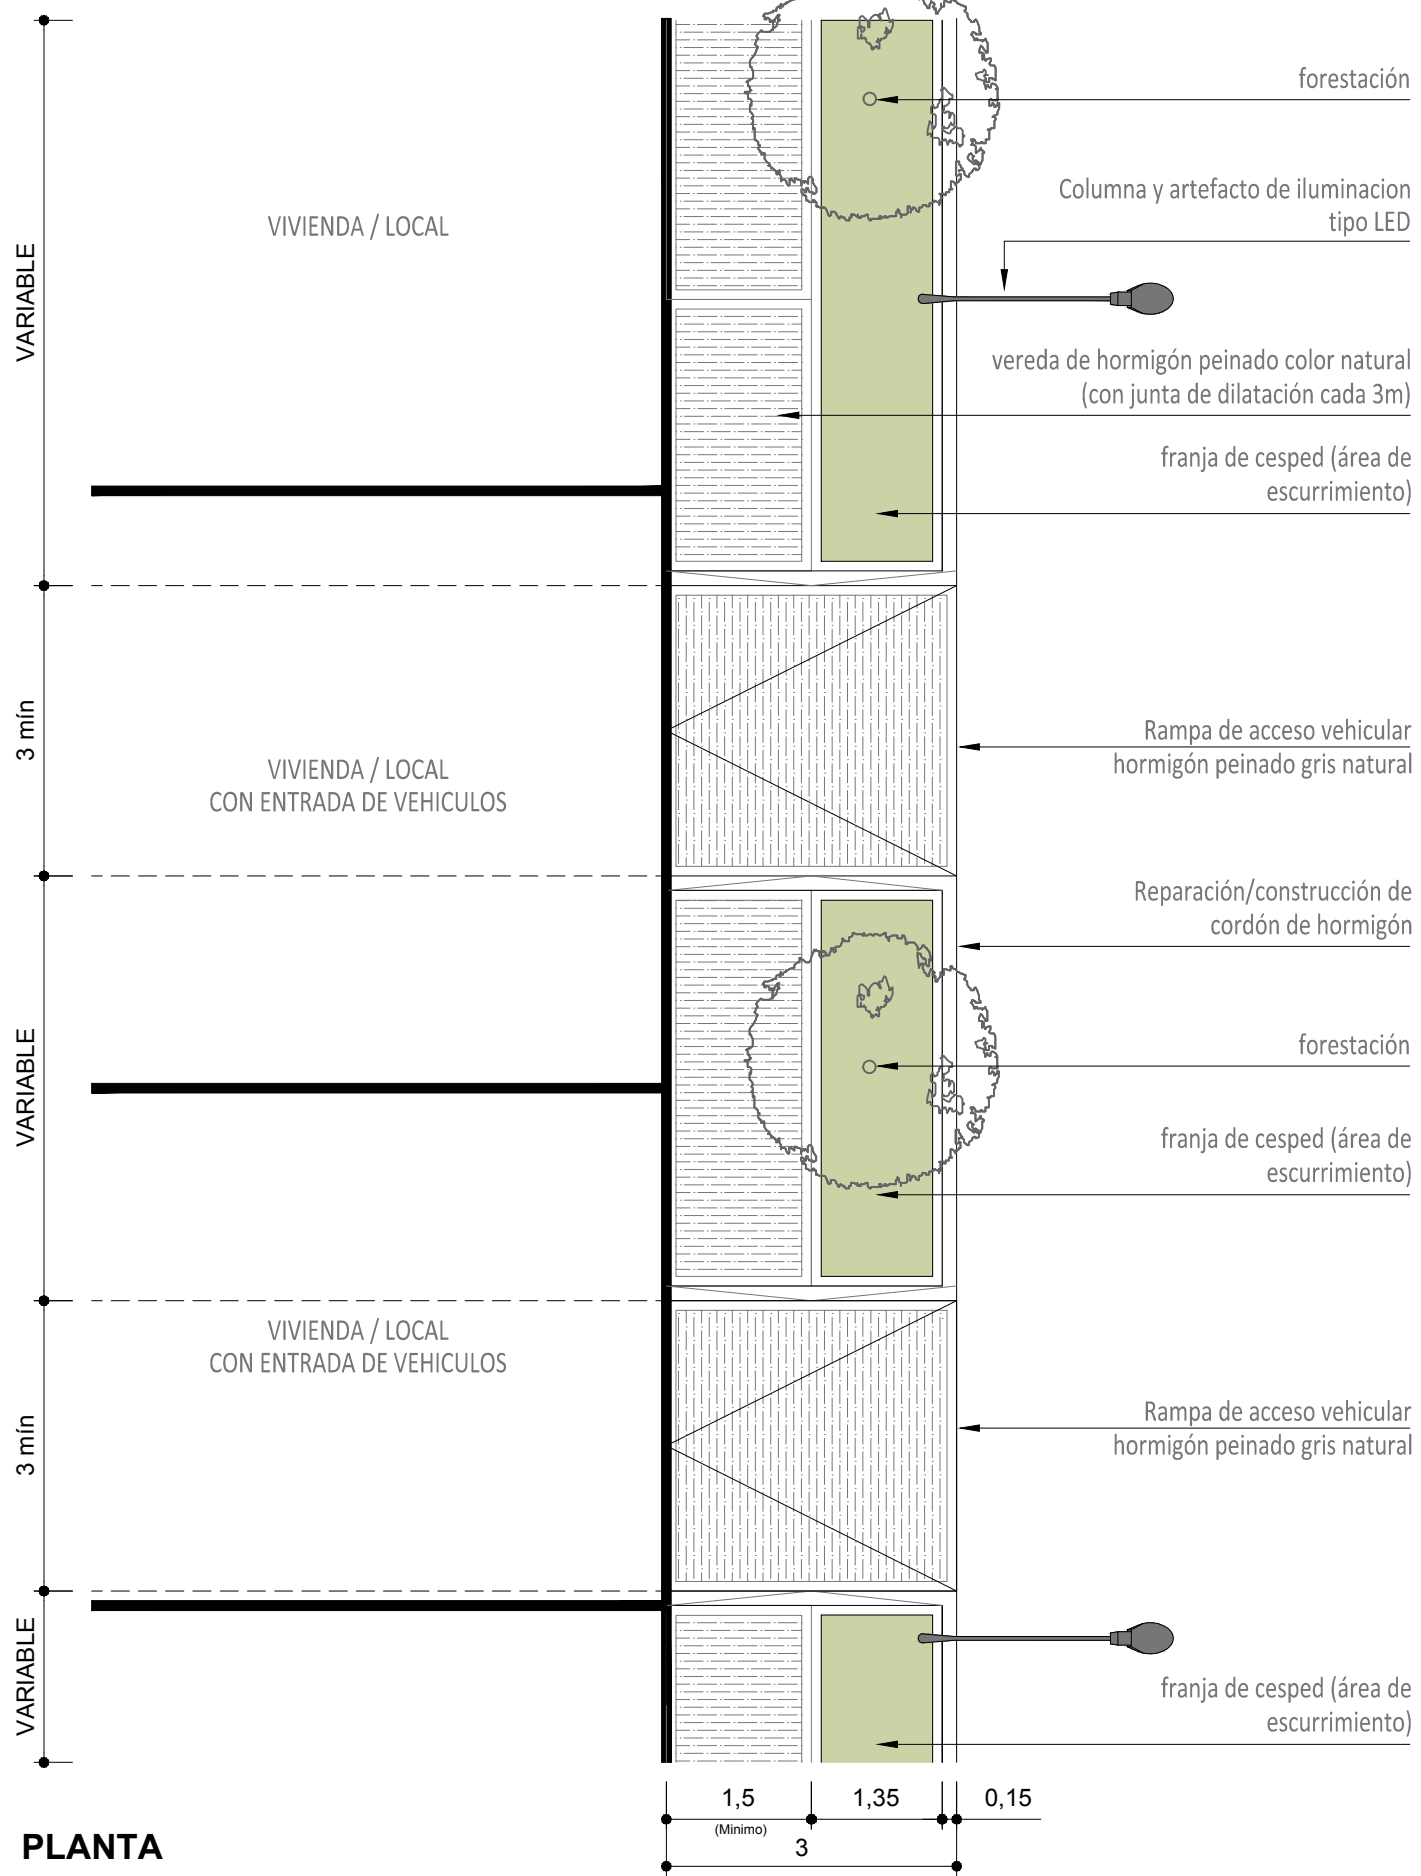 forestación
Columna y artefacto de iluminacion
tipo LED
VIVIENDA / LOCAL
VARIABLE
vereda de hormigón peinado color natural
(con junta de dilatación cada 3m)
franja de cesped (área de
escurrimiento)
3 mín
VIVIENDA / LOCAL
CON ENTRADA DE VEHICULOS
Rampa de acceso vehicular
hormigón peinado gris natural
Reparación/construcción de
cordón de hormigón
VARIABLE
forestación
franja de cesped (área de
escurrimiento)
VIVIENDA / LOCAL
CON ENTRADA DE VEHICULOS
3 mín
Rampa de acceso vehicular
hormigón peinado gris natural
VARIABLE
franja de cesped (área de
escurrimiento)
1,5 1,35 0,15
(Minimo)
3
PLANTA